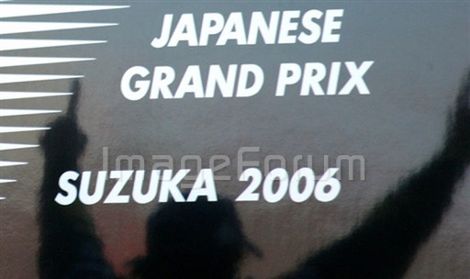 JAPANESE
GRAND PRIX
ImageForum
SUZUKA 2006